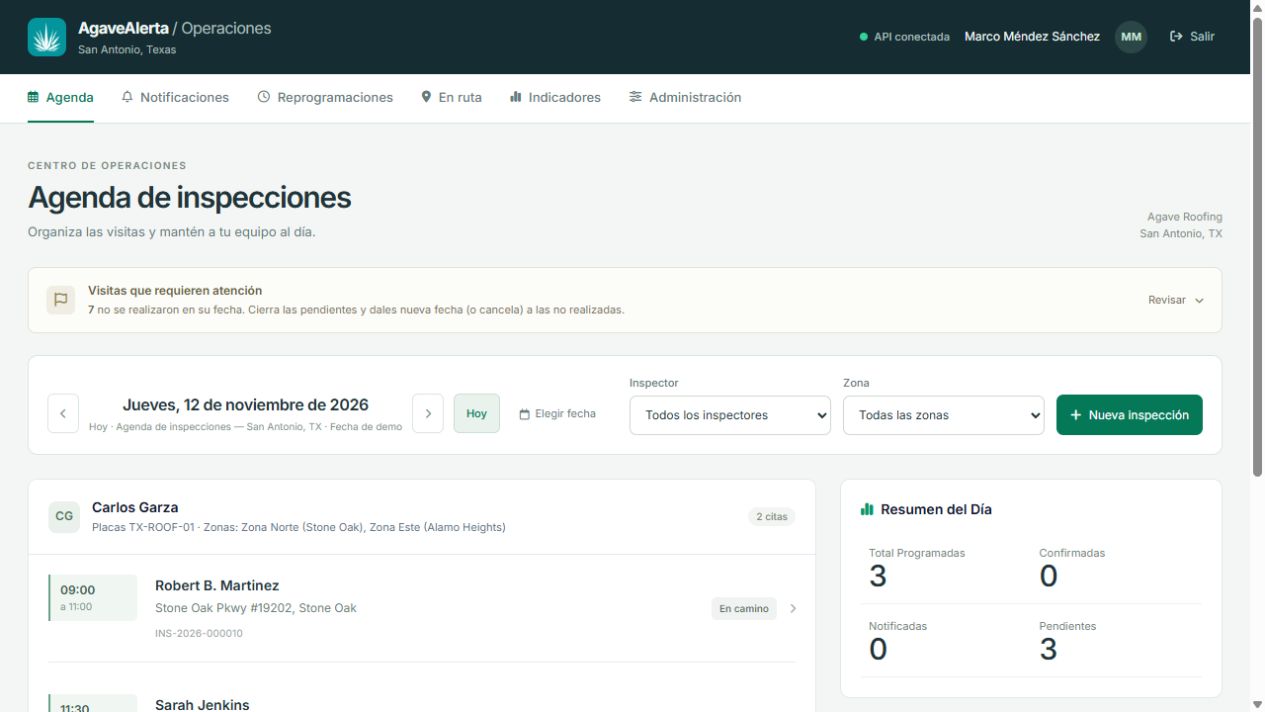 AgaveAlerta / Operaciones
San Antonio, Texas
API conectada
Marco Méndez Sánchez
MM
Salir
Agenda
Notificaciones
Reprogramaciones
En ruta
Indicadores
Administración
CENTRO DE OPERACIONES
Agenda de inspecciones
Organiza las visitas y mantén a tu equipo al día.
Agave Roofing
San Antonio, TX
Visitas que requieren atención
7 no se realizaron en su fecha. Cierra las pendientes y dales nueva fecha (o cancela) a las no realizadas.
Revisar
Jueves, 12 de noviembre de 2026
Hoy · Agenda de inspecciones — San Antonio, TX · Fecha de demo
Hoy
Elegir fecha
Inspector
Todos los inspectores
Zona
Todas las zonas
+ Nueva inspección
CG
Carlos Garza
Placas TX-ROOF-01 · Zonas: Zona Norte (Stone Oak), Zona Este (Alamo Heights)
2 citas
09:00
a 11:00
Robert B. Martinez
Stone Oak Pkwy #19202, Stone Oak
INS-2026-000010
En camino
11:30
Sarah Jenkins
Resumen del Día
Total Programadas
3
Confirmadas
0
Notificadas
0
Pendientes
3